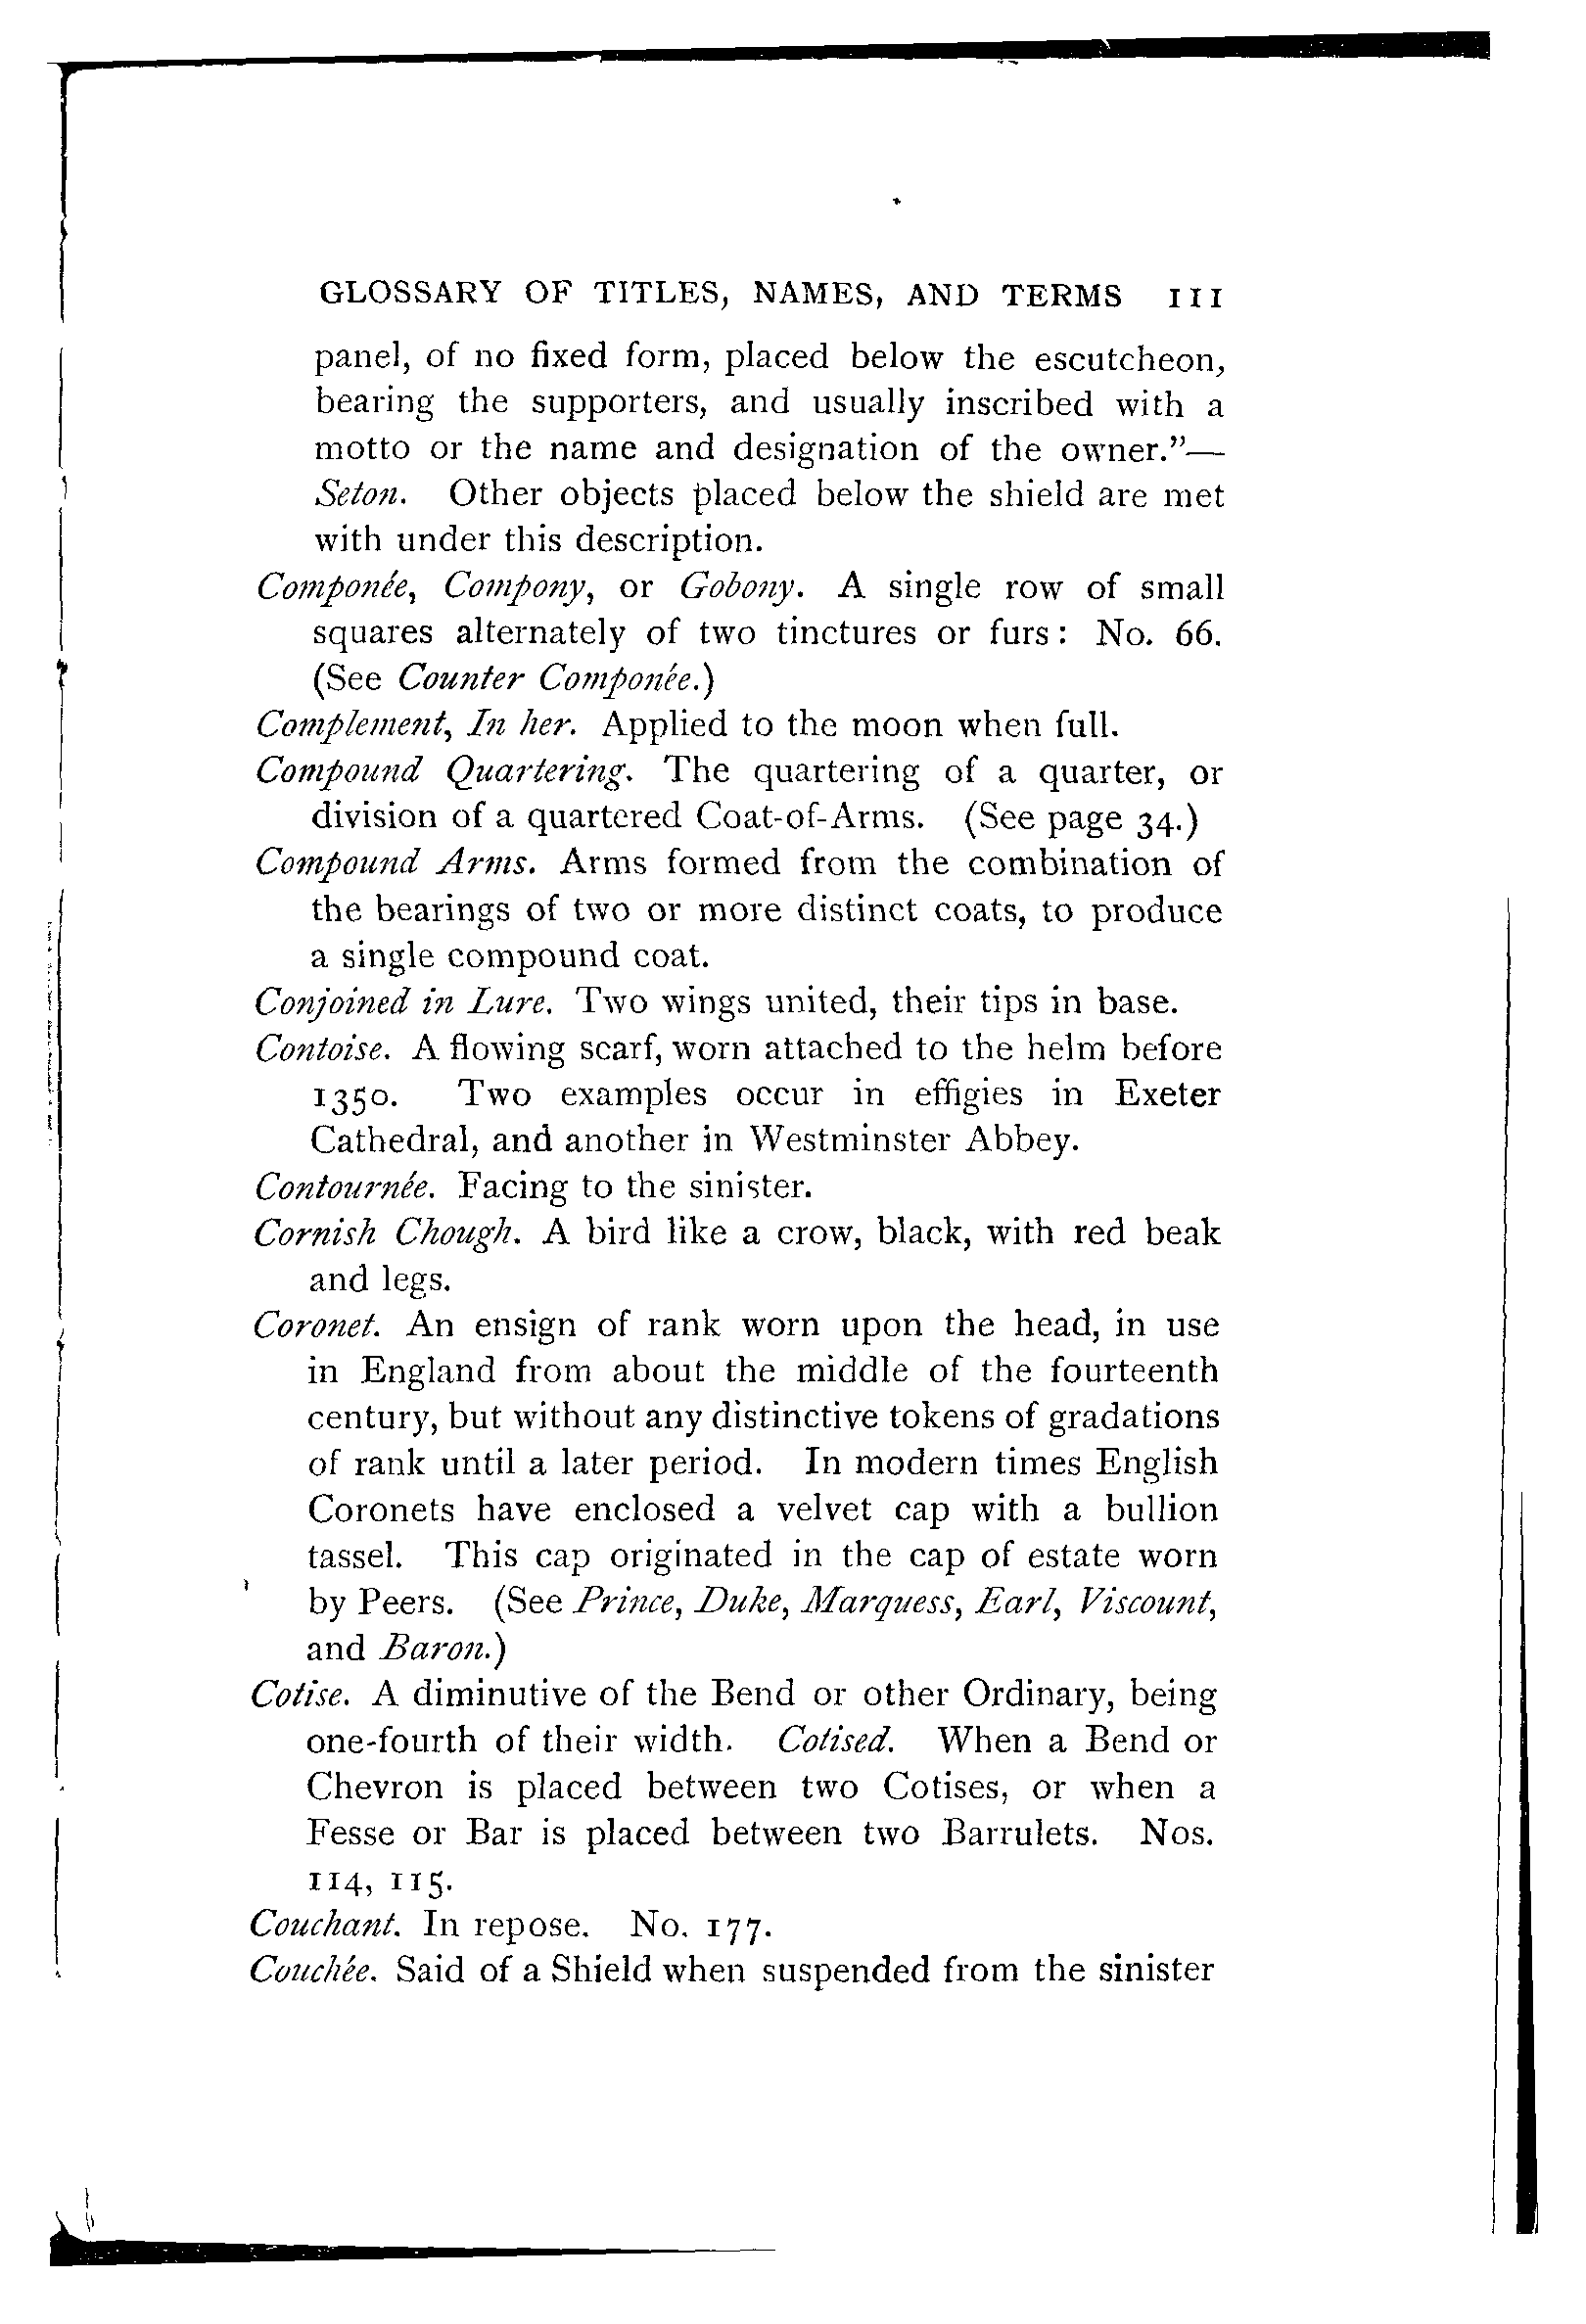 GLOSSARY OF TITLES, NAMES, AND TERMS 111
panel, of no fixed form, placed below the escutcheon,
bearing the supporters, and usually inscribed with a
motto or the name and designation of the owner."—
Seton. Other objects placed below the shield are met
with under this description.
Componée, Compony, or Gobony. A single row of small
squares alternately of two tinctures or furs: No. 66.
(See Counter Componée.)
Complement, In her. Applied to the moon when full.
Compound Quartering. The quartering of a quarter, or
division of a quartered Coat-of-Arms. (See page 34.)
Compound Arms. Arms formed from the combination of
the bearings of two or more distinct coats, to produce
a single compound coat.
Conjoined in Lure. Two wings united, their tips in base.
Contoise. A flowing scarf, worn attached to the helm before
1350. Two examples occur in effigies in Exeter
Cathedral, and another in Westminster Abbey.
Contournée. Facing to the sinister.
Cornish Chough. A bird like a crow, black, with red beak
and legs.
Coronet. An ensign of rank worn upon the head, in use
in England from about the middle of the fourteenth
century, but without any distinctive tokens of gradations
of rank until a later period. In modern times English
Coronets have enclosed a velvet cap with a bullion
tassel. This cap originated in the cap of estate worn
by Peers. (See Prince, Duke, Marquess, Earl, Viscount,
and Baron.)
Cotise. A diminutive of the Bend or other Ordinary, being
one-fourth of their width. Cotised. When a Bend or
Chevron is placed between two Cotises, or when a
Fesse or Bar is placed between two Barrulets. Nos.
114, 115.
Couchant. In repose. No. 177.
Couchée. Said of a Shield when suspended from the sinister